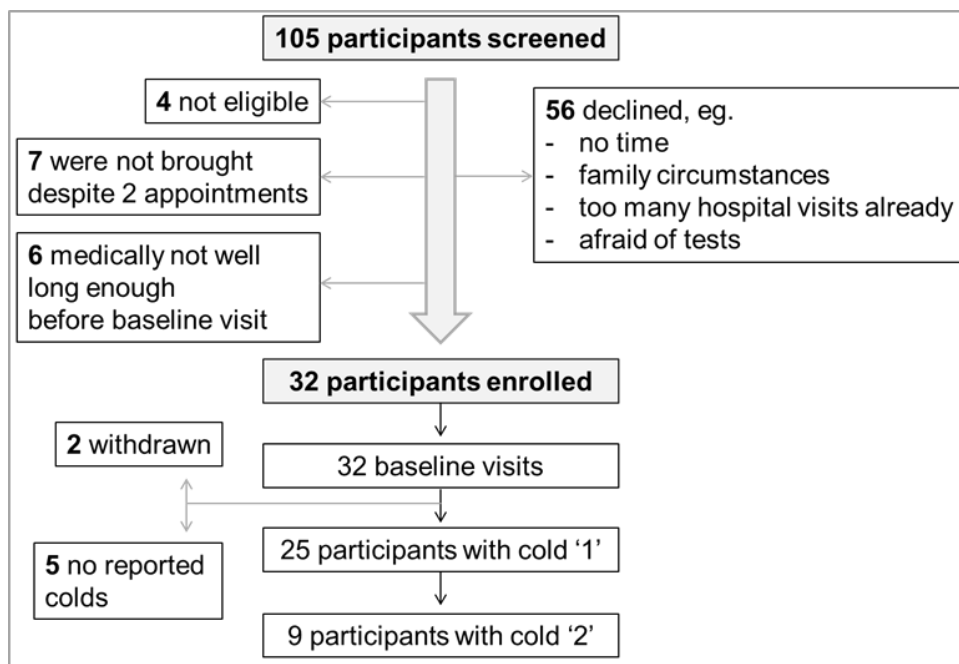 105 participants screened
4 not eligible
56 declined, eg.
- no time
- family circumstances
- too many hospital visits already
- afraid of tests
7 were not brought
despite 2 appointments
6 medically not well
long enough
before baseline visit
32 participants enrolled
2 withdrawn
32 baseline visits
25 participants with cold ‘1’
5 no reported
colds
9 participants with cold ‘2’